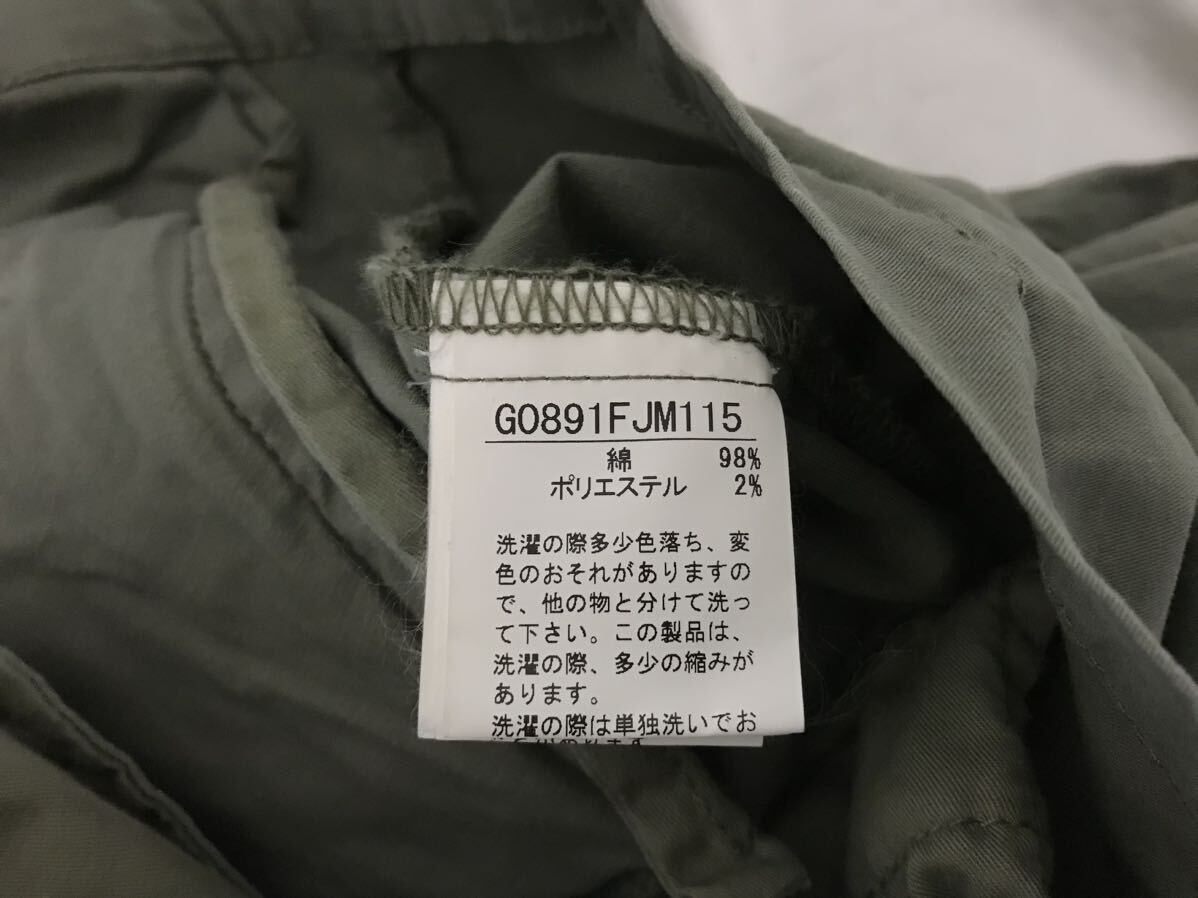 G0891FJM115
綿 98%
ポリエステル 2%
洗濯の際多少色落ち、変
色のおそれがありますの
で、他の物と分けて洗っ
て下さい。この製品は、
洗濯の際、多少の縮みが
あります。
洗濯の際は単独洗いでお